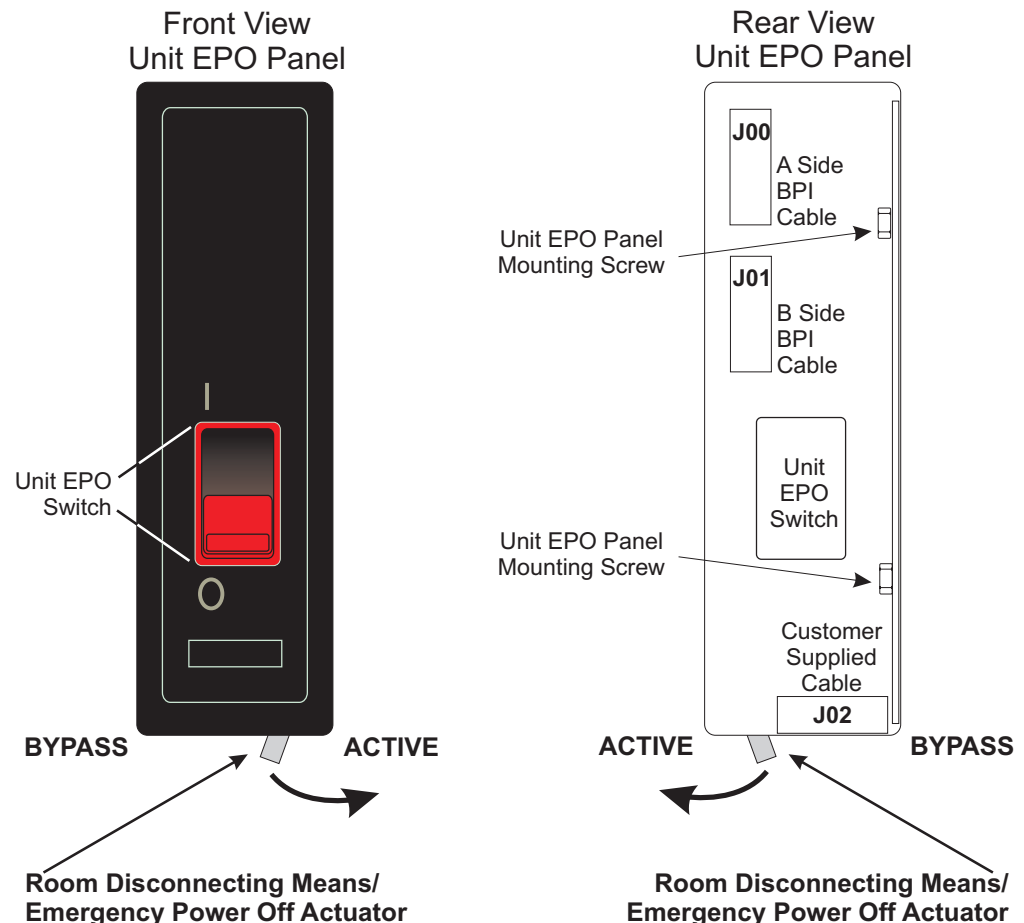 Front View
Unit EPO Panel
I
Unit EPO
Switch
O
BYPASS
ACTIVE
Room Disconnecting Means/
Emergency Power Off Actuator
Rear View
Unit EPO Panel
J00
A Side
BPI
Cable
Unit EPO Panel
Mounting Screw
J01
B Side
BPI
Cable
Unit
EPO
Switch
Unit EPO Panel
Mounting Screw
Customer
Supplied
Cable
J02
ACTIVE
BYPASS
Room Disconnecting Means/
Emergency Power Off Actuator